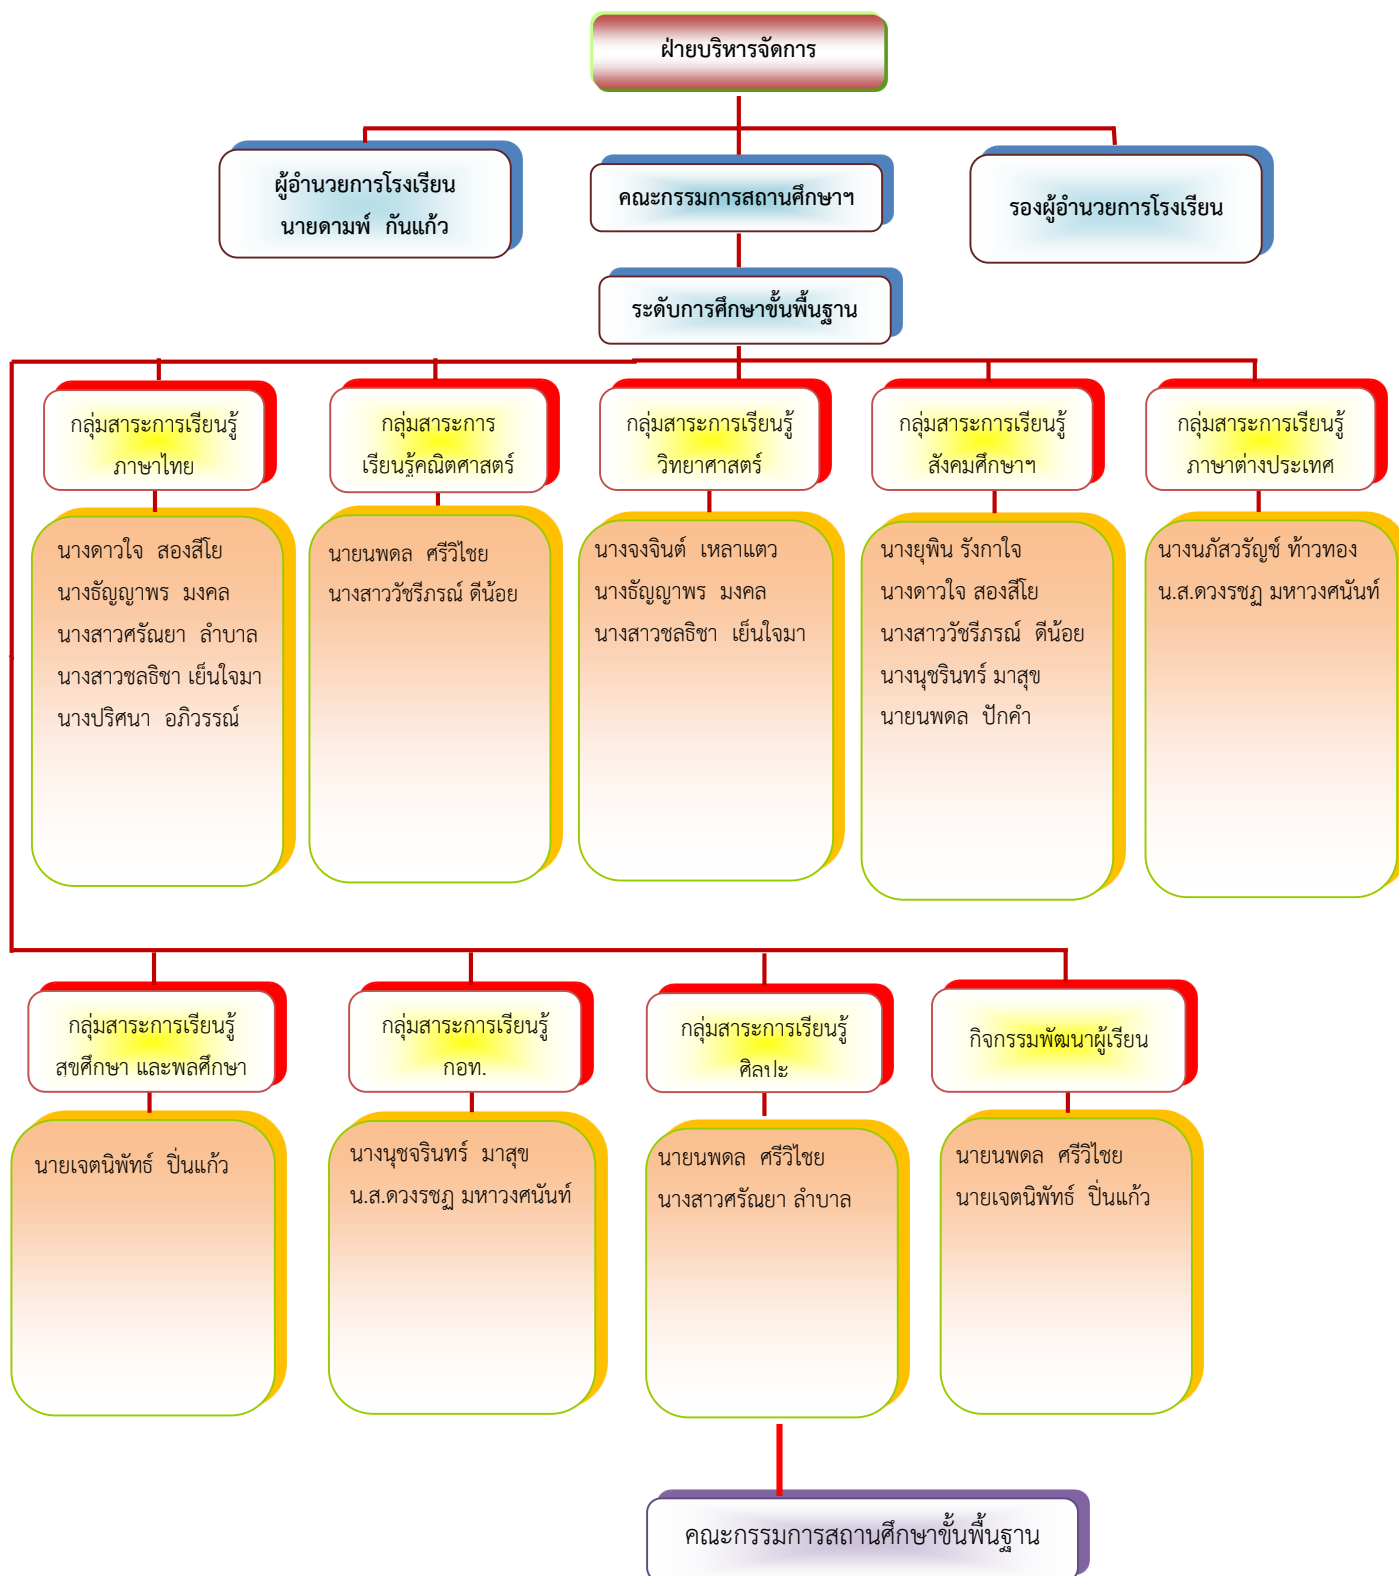 ฝ่ายบริหารจัดการ
ผู้อำนวยการโรงเรียน
นายดามพ์ กันแก้ว
คณะกรรมการสถานศึกษาฯ
รองผู้อำนวยการโรงเรียน
ระดับการศึกษาขั้นพื้นฐาน
กลุ่มสาระการเรียนรู้
ภาษาไทย
กลุ่มสาระการ
เรียนรู้คณิตศาสตร์
กลุ่มสาระการเรียนรู้
วิทยาศาสตร์
กลุ่มสาระการเรียนรู้
สังคมศึกษาฯ
กลุ่มสาระการเรียนรู้
ภาษาต่างประเทศ
นางดาวใจ สองสีโย
นางธัญญาพร มงคล
นางสาวศรัณยา ลำบาล
นางสาวชลธิชา เย็นใจมา
นางปริศนา อภิวรรณ์
นายนพดล ศรีวิไชย
นางสาววัชรีภรณ์ ดีน้อย
นางจงจินต์ เหลาแตว
นางธัญญาพร มงคล
นางสาวชลธิชา เย็นใจมา
นางยุพิน รังกาใจ
นางดาวใจ สองสีโย
นางสาววัชรีภรณ์ ดีน้อย
นางนุชรินทร์ มาสุข
นายนพดล ปักคำ
นางนภัสวรัญช์ ท้าวทอง
น.ส.ดวงรชฏ มหาวงศนันท์
กลุ่มสาระการเรียนรู้
สุขศึกษา และพลศึกษา
กลุ่มสาระการเรียนรู้
กอท.
กลุ่มสาระการเรียนรู้
ศิลปะ
กิจกรรมพัฒนาผู้เรียน
นายเจตนิพัทธ์ ปิ่นแก้ว
นางนุชจรินทร์ มาสุข
น.ส.ดวงรชฏ มหาวงศนันท์
นายนพดล ศรีวิไชย
นางสาวศรัณยา ลำบาล
นายนพดล ศรีวิไชย
นายเจตนิพัทธ์ ปิ่นแก้ว
คณะกรรมการสถานศึกษาขั้นพื้นฐาน